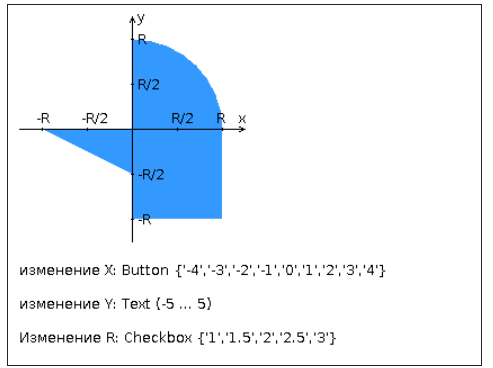 y
R
R/2
-R -R/2 R/2 R x
-R/2
-R
изменение X: Button {'-4','-3','-2','-1','0','1','2','3','4'}
изменение Y: Text (-5 ... 5)
Изменение R: Checkbox {'1','1.5','2','2.5','3'}